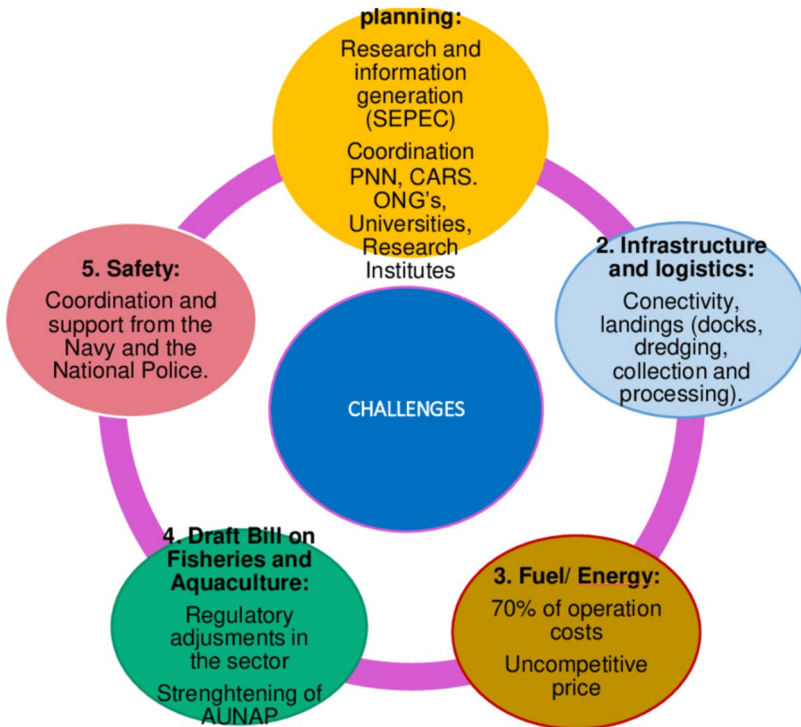 planning:
Research and
information
generation
(SEPEC)
Coordination
PNN, CARS.
ONG's,
Universities,
Research
Institutes
2. Infrastructure
and logistics:
Conectivity,
landings (docks,
dredging,
collection and
processing).
3. Fuel/ Energy:
70% of operation
costs
Uncompetitive
price
4. Draft Bill on
Fisheries and
Aquaculture:
Regulatory
adjusments in
the sector
Strenghtening of
AUNAP
5. Safety:
Coordination and
support from the
Navy and the
National Police.
CHALLENGES